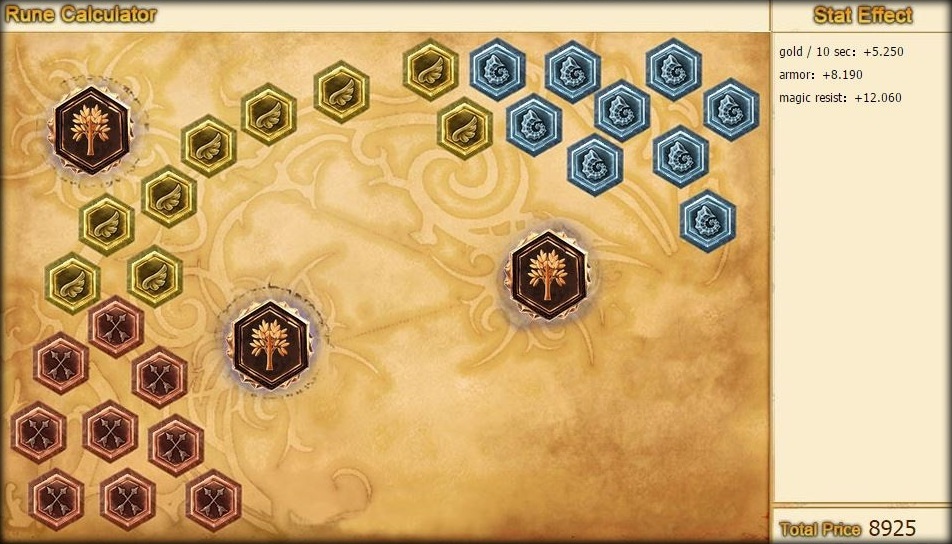 Rune Calculator
Stat Effect
gold / 10 sec: +5.250
armor: +8.190
magic resist: +12.060
Total Price 8925